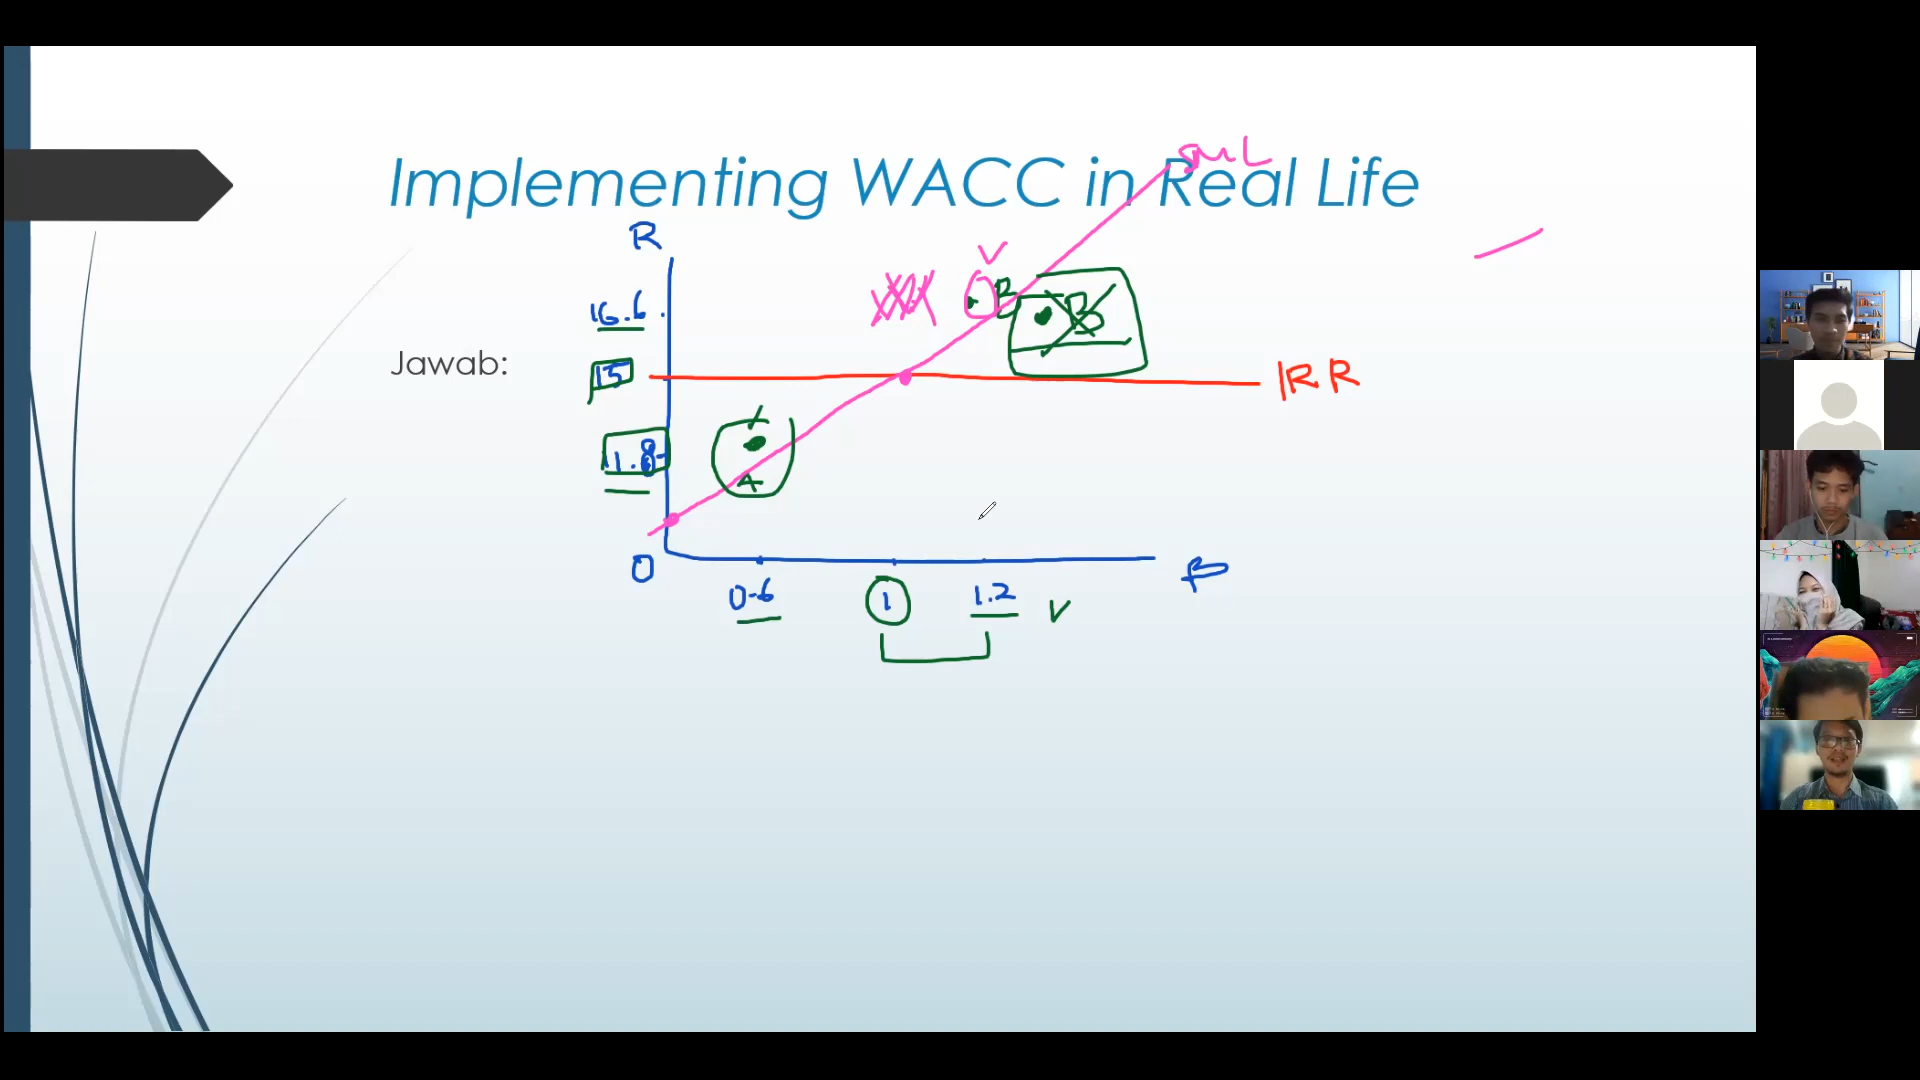 Implementing WACC in Real Life
SML
R
V
B
16.6
B
Jawab:
15
IRR
11.8
A
0
0.6
1
1.2
V
β